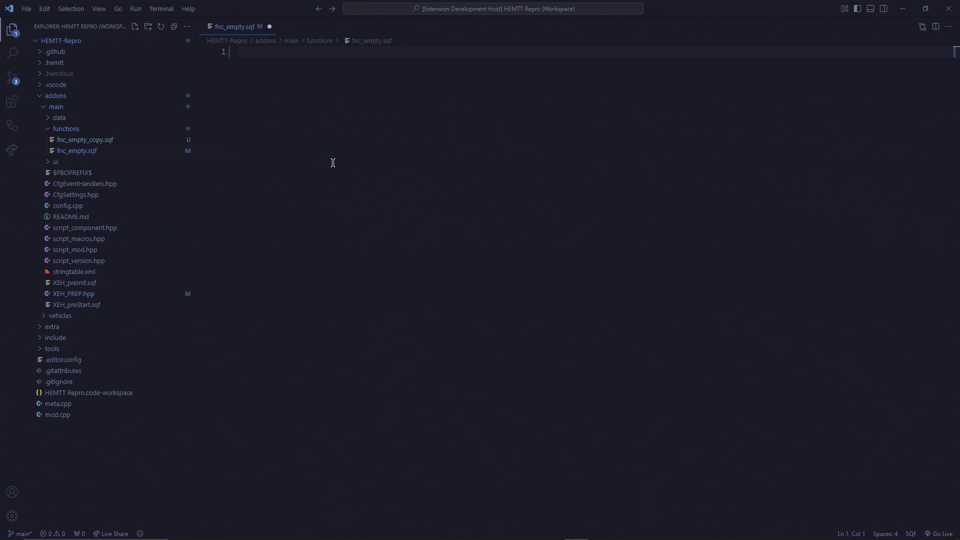 File Edit Selection View Go Run Terminal Help
[Extension Development Host] HEMTT Repro (Workspace)
EXPLORER: HEMTT REPRO (WORKSP...
HEMTT-Repro
.github
.hemtt
.hemttout
.vscode
addons
main
data
functions
fnc_empty_copy.sqf U
fnc_empty.sqf M
ui
$PBOPREFIX$
CfgEventHandlers.hpp
CfgSettings.hpp
config.cpp
README.md
script_component.hpp
script_macros.hpp
script_mod.hpp
script_version.hpp
stringtable.xml
XEH_preInit.sqf
XEH_PREP.hpp M
XEH_preStart.sqf
vehicles
extra
include
tools
.editorconfig
.gitattributes
.gitignore
HEMTT Repro.code-workspace
meta.cpp
mod.cpp
fnc_empty.sqf M
HEMTT-Repro > addons > main > functions > fnc_empty.sqf
1
1
3
main* 0 0 0 Live Share
Ln 1, Col 1 Spaces: 4 SQF Go Live